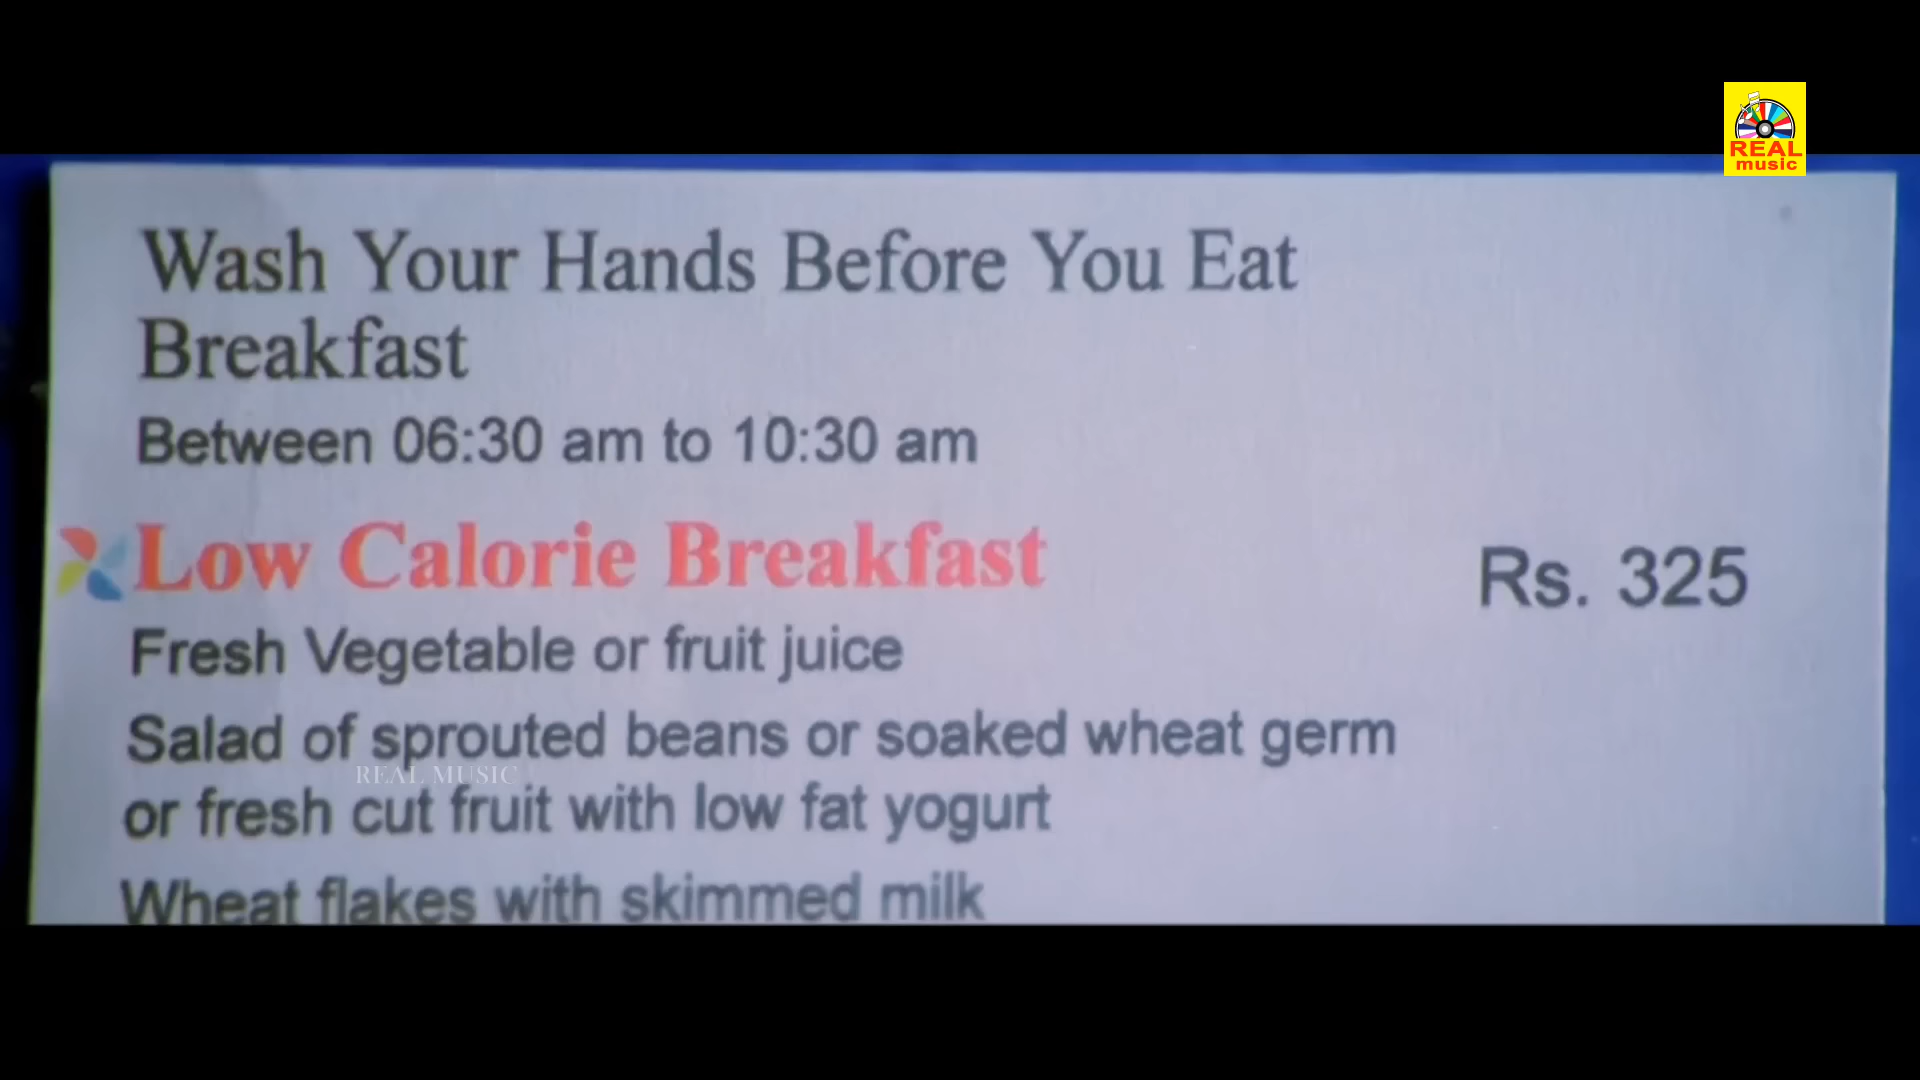 REAL
music
Wash Your Hands Before You Eat
Breakfast
Between 06:30 am to 10:30 am
Low Calorie Breakfast Rs. 325
Fresh Vegetable or fruit juice
Salad of sprouted beans or soaked wheat germ
REAL MUSIC
or fresh cut fruit with low fat yogurt
Wheat flakes with skimmed milk